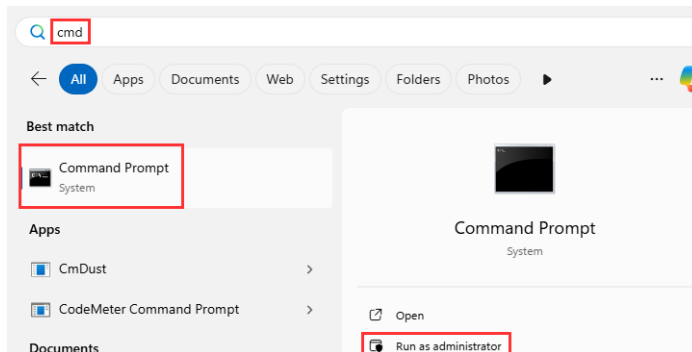 cmd
All Apps Documents Web Settings Folders Photos ...
Best match
Command Prompt
System
Apps
CmDust
CodeMeter Command Prompt
Documents
Command Prompt
System
Open
Run as administrator